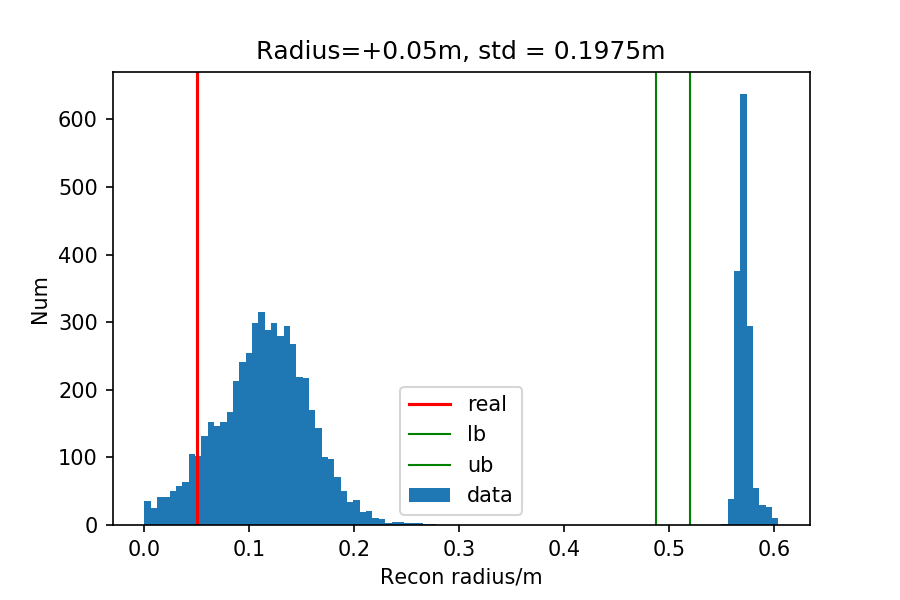 Radius=+0.05m, std = 0.1975m
600
500
400
300
200
100
0
Num
real
lb
ub
data
0.0 0.1 0.2 0.3 0.4 0.5 0.6
Recon radius/m